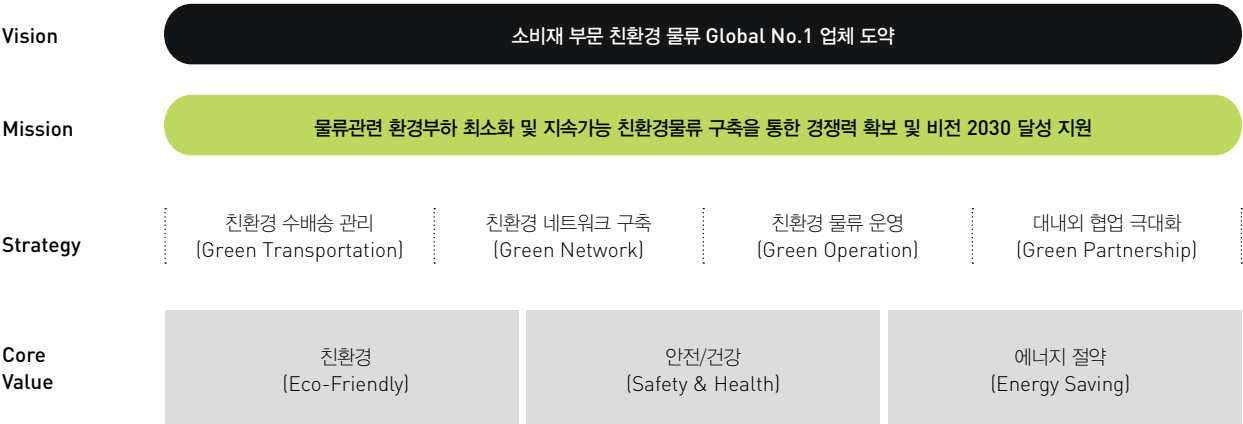 Vision
소비재 부문 친환경 물류 Global No.1 업체 도약
Mission
물류관련 환경부하 최소화 및 지속가능 친환경물류 구축을 통한 경쟁력 확보 및 비전 2030 달성 지원
Strategy
친환경 수배송 관리
(Green Transportation)
친환경 네트워크 구축
(Green Network)
친환경 물류 운영
(Green Operation)
대내외 협업 극대화
(Green Partnership)
Core
Value
친환경
(Eco-Friendly)
안전/건강
(Safety & Health)
에너지 절약
(Energy Saving)